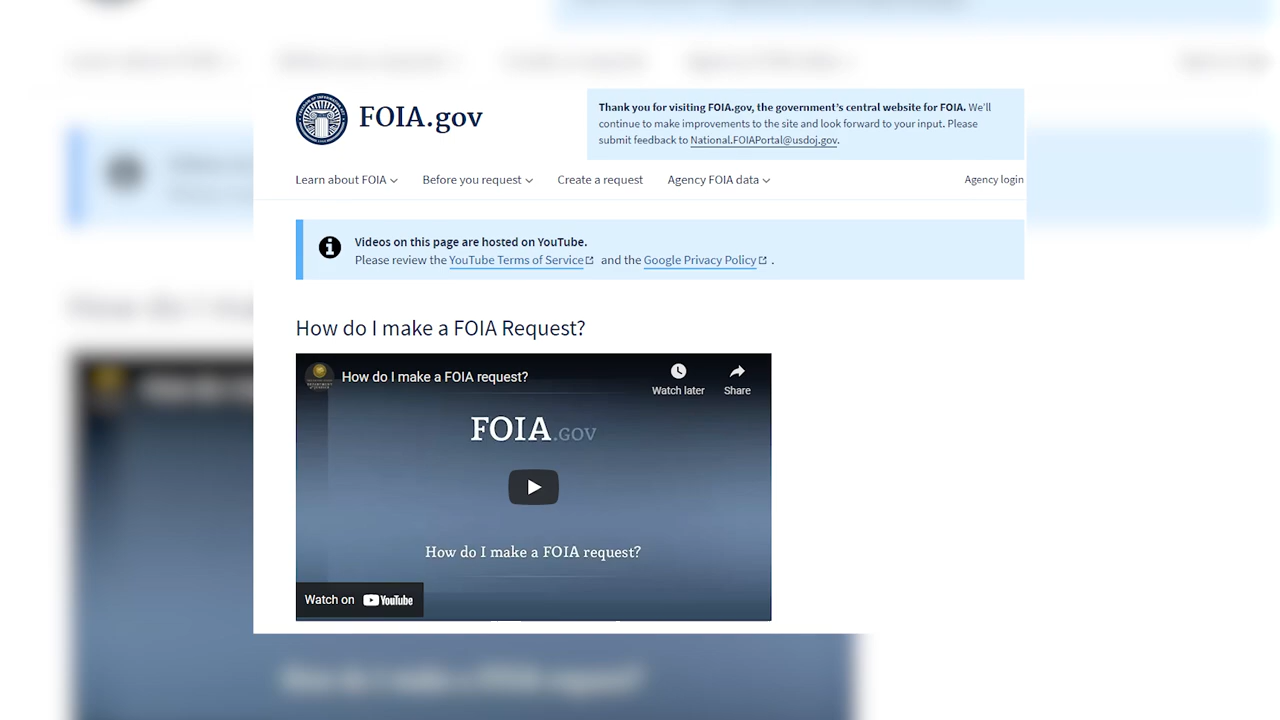 FOIA.gov
Thank you for visiting FOIA.gov, the government's central website for FOIA. We'll
continue to make improvements to the site and look forward to your input. Please
submit feedback to National.FOIAPortal@usdoj.gov.
Learn about FOIA Before you request Create a request Agency FOIA data Agency login
Videos on this page are hosted on YouTube.
Please review the YouTube Terms of Service and the Google Privacy Policy .
How do I make a FOIA Request?
How do I make a FOIA request?
Watch later Share
FOIA.GOV
How do I make a FOIA request?
Watch on YouTube